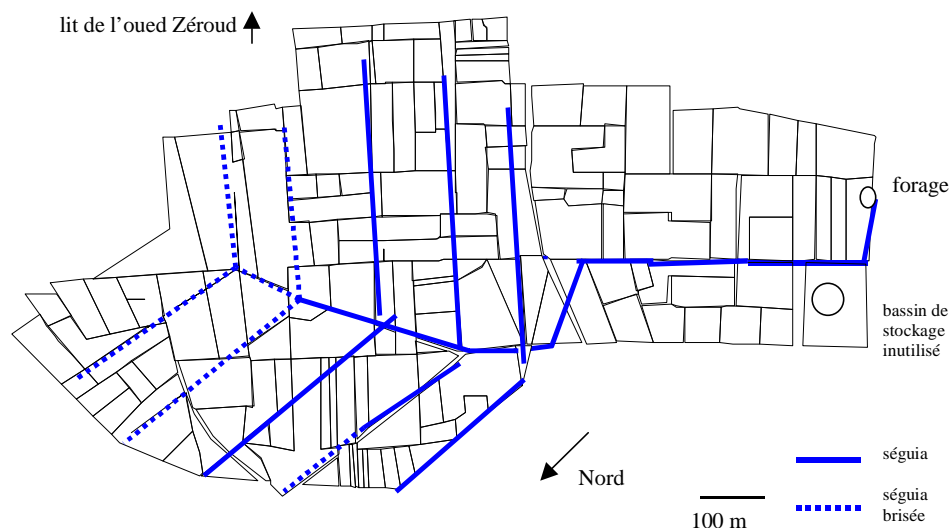 lit de l'oued Zéroud
forage
bassin de
stockage
inutilisé
Nord
séguia
séguia
brisée
100 m